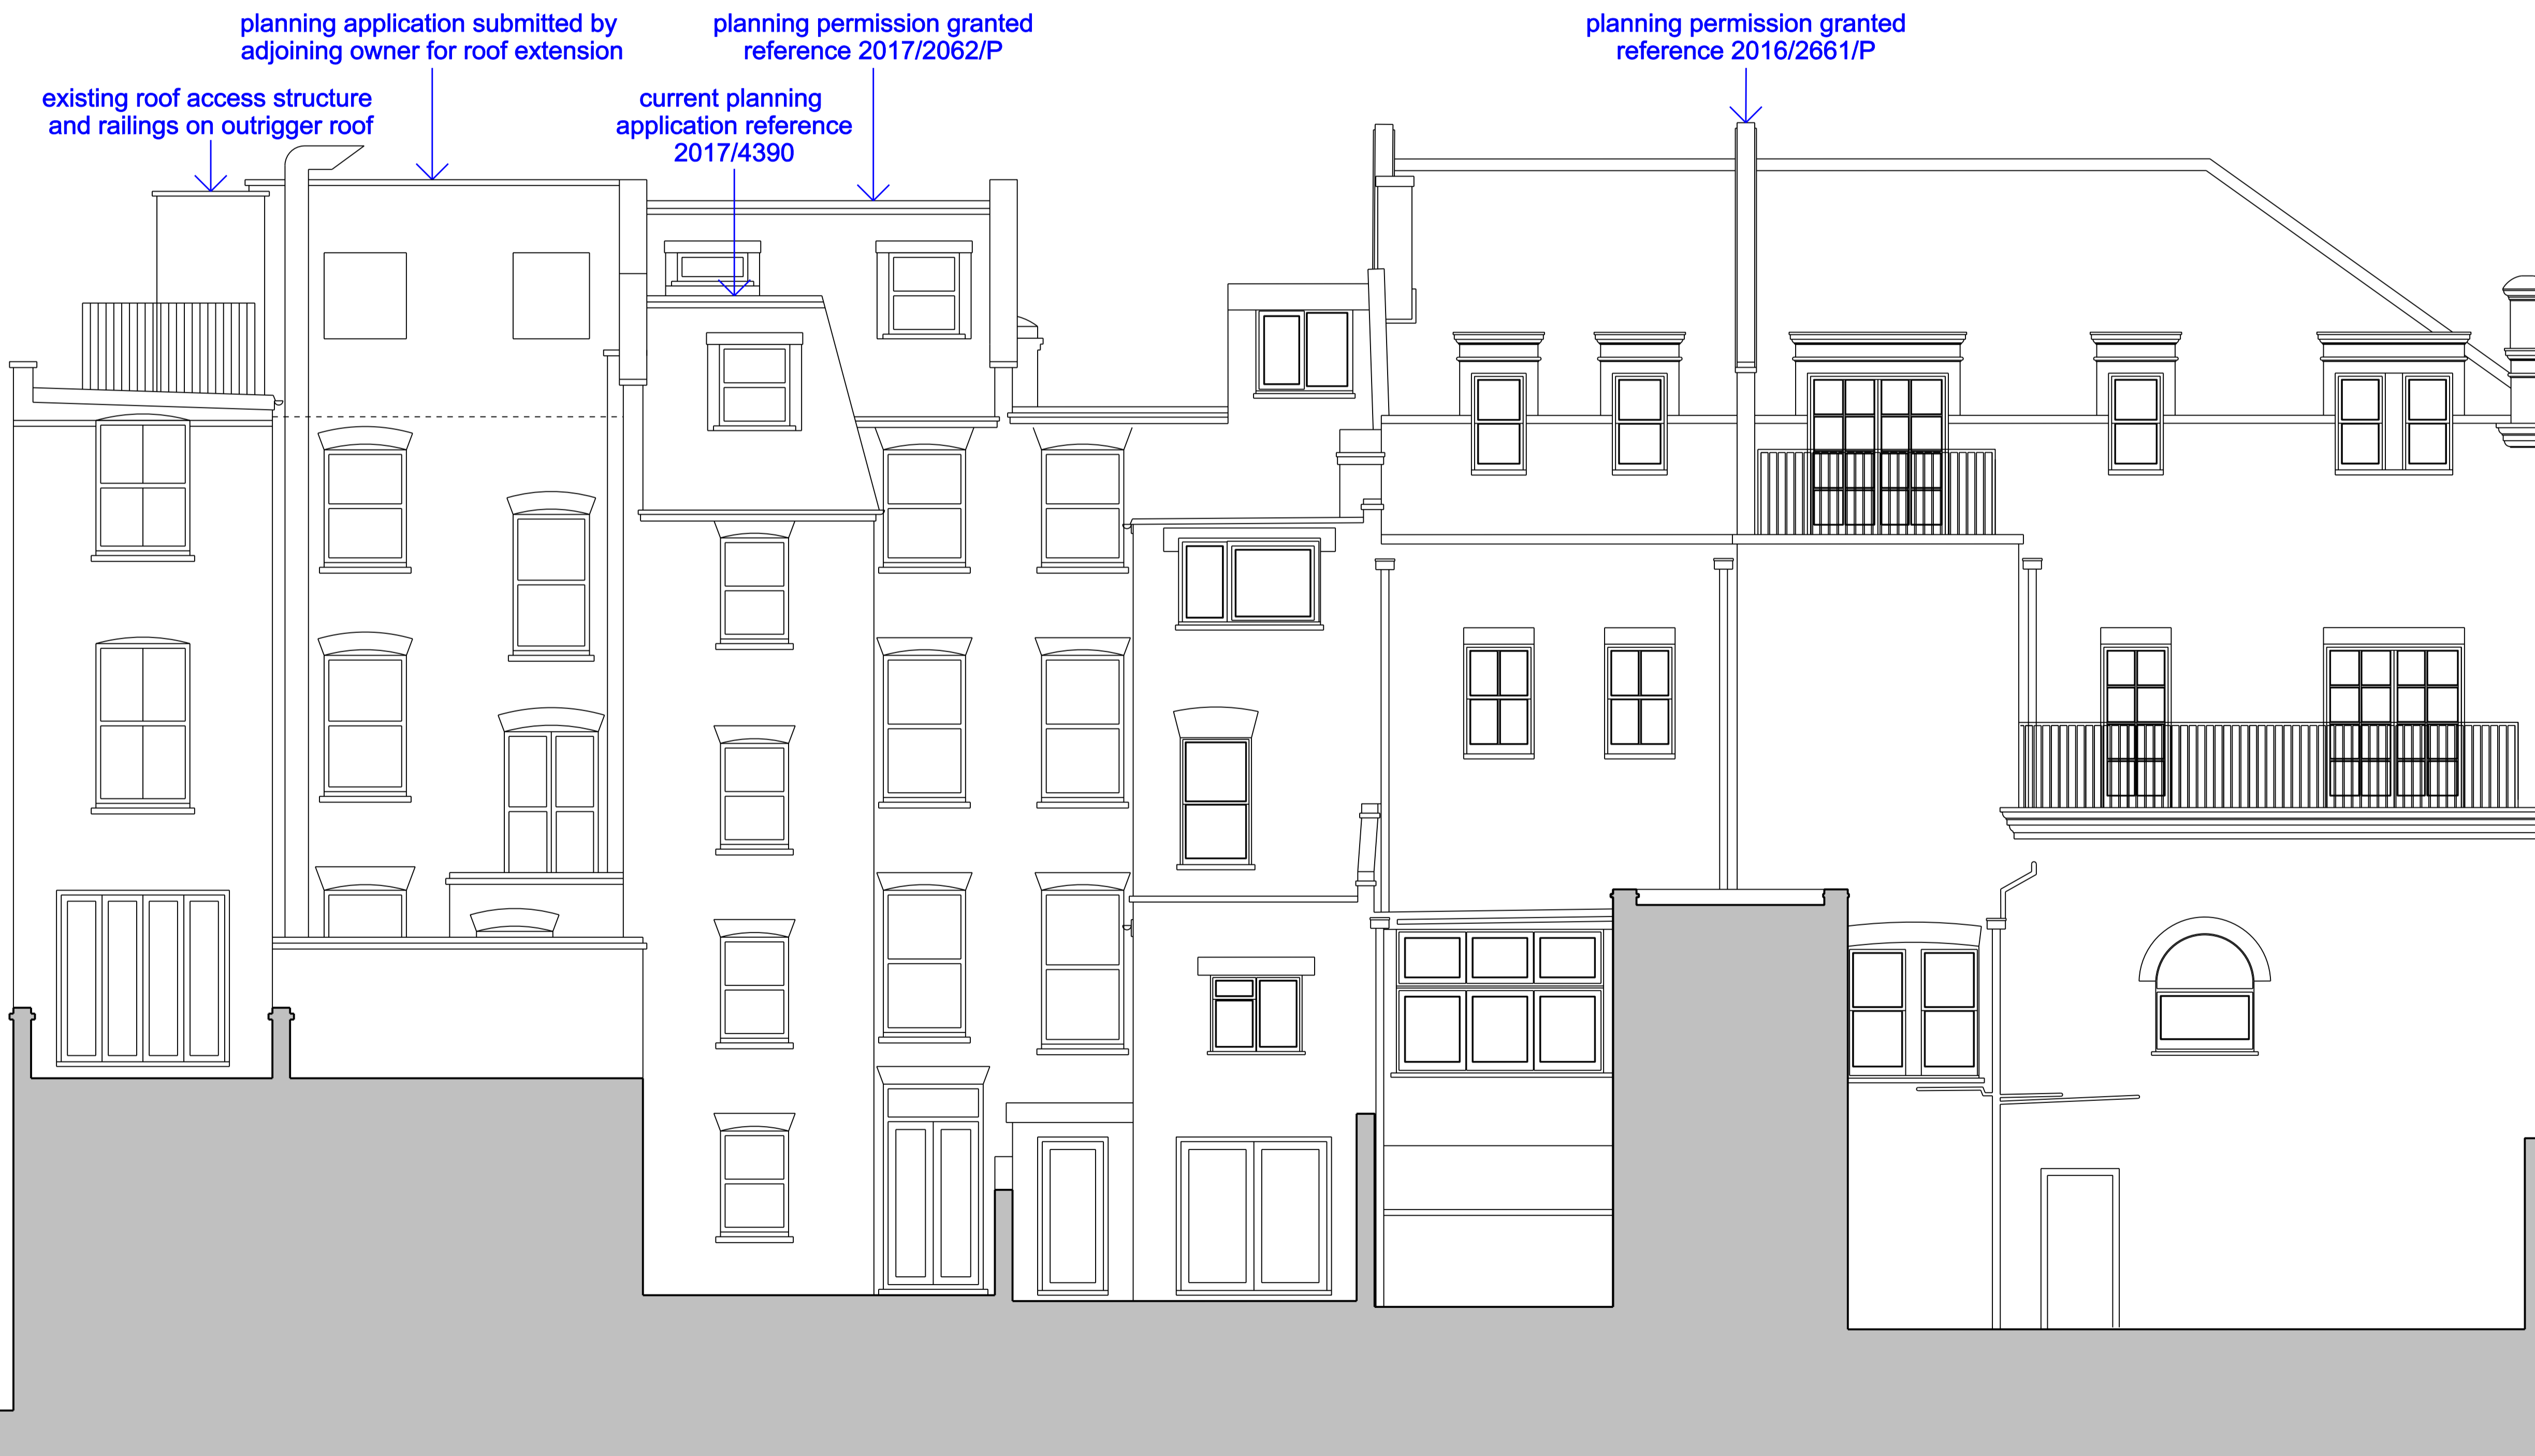 planning application submitted by
adjoining owner for roof extension
planning permission granted
reference 2017/2062/P
planning permission granted
reference 2016/2661/P
existing roof access structure
and railings on outrigger roof
current planning
application reference
2017/4390